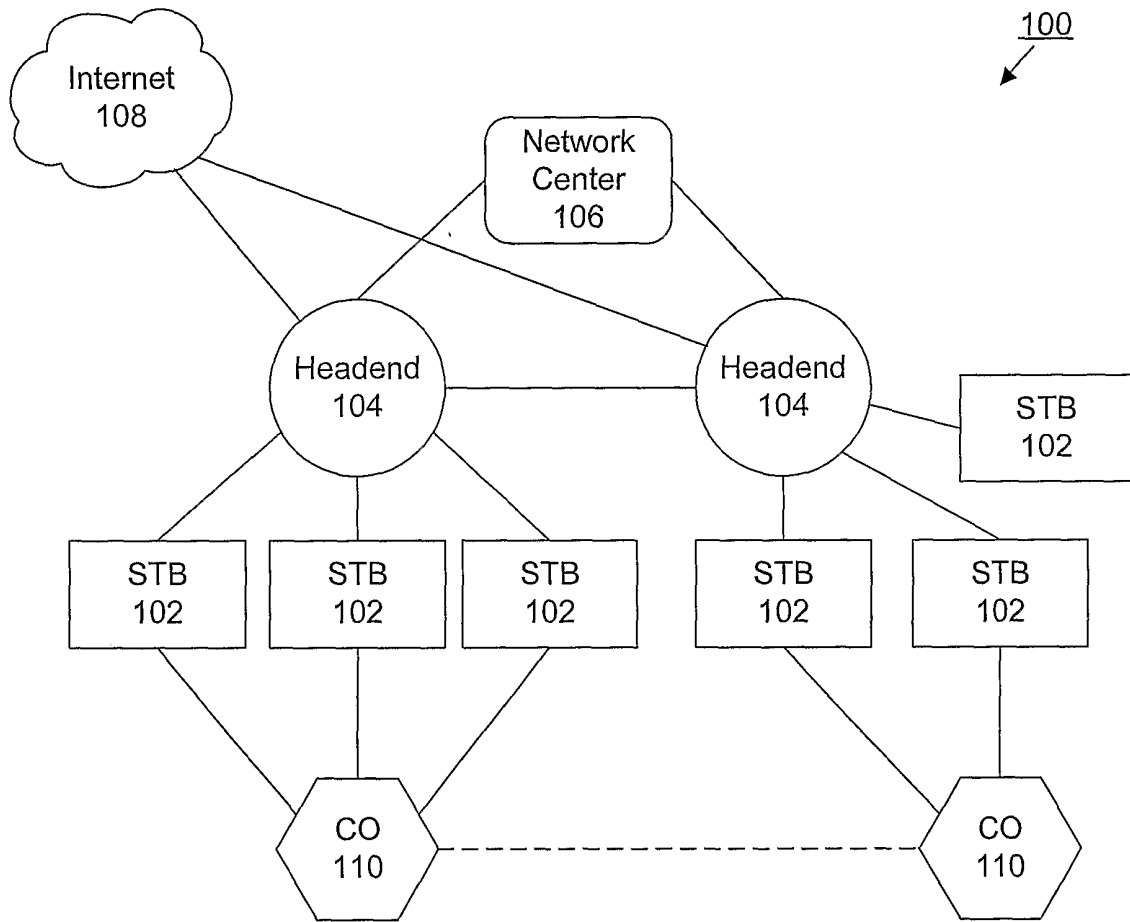 100
Internet
108
Network
Center
106
Headend
104
Headend
104
STB
102
STB
102
STB
102
STB
102
STB
102
STB
102
CO
110
CO
110